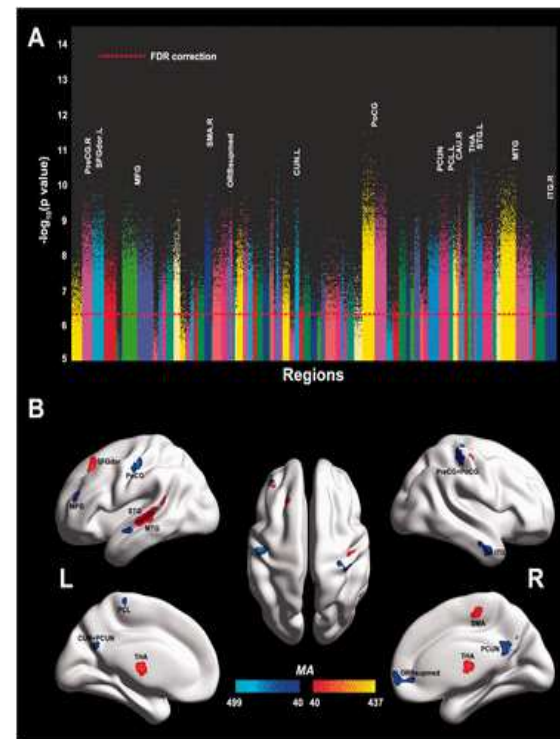 A
14
13
12
11
10
9
8
7
6
5
-log10(p value)
FDR correction
PreCG.R
SFGdor.L
MFG
SMA.R
ORBsupmed
CUN.L
PoCG
PCUN
PCL.L
CAU.R
THA
STG.L
MTG
ITG.R
Regions
B
SFGdor
PoCG
MFG
STG
MTG
PreCG+PoCG
ITG
L
R
PCL
CUN+PCUN
THA
SMA
THA
PCUN
ORBsupmed
MA
499 40 40 437